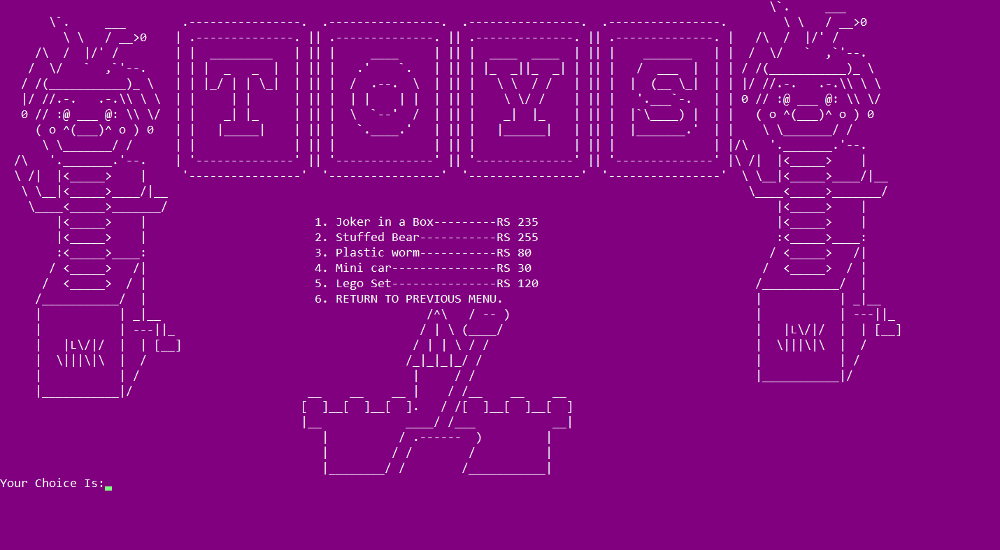 TOYS
1. Joker in a Box---------RS 235
2. Stuffed Bear-----------RS 255
3. Plastic worm-----------RS 80
4. Mini car---------------RS 30
5. Lego Set---------------RS 120
6. RETURN TO PREVIOUS MENU.
Your Choice Is: